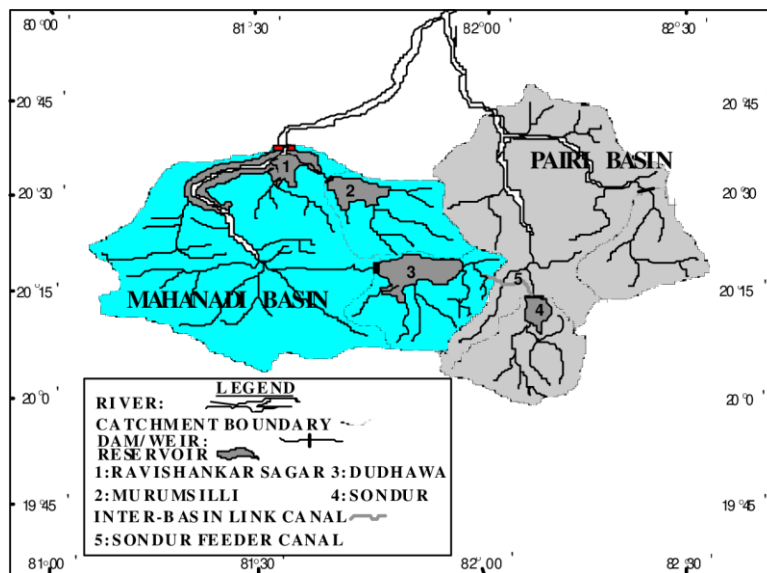 80°00' 81°30' 82°00' 82°30'
20°45' 20°45'
PAIRI BASIN
1
20°30' 2 20°30'
3 5
20°15' MAHANADI BASIN 4 20°15'
20°0' 20°0'
LEGEND
RIVER:
CATCHMENT BOUNDARY
DAM/WEIR:
RESERVOIR
1:RAVISHANKAR SAGAR 3:DUDHAWA
2:MURUMSILLI 4:SONDUR
INTER-BASIN LINK CANAL
5:SONDUR FEEDER CANAL
19°45' 19°45'
81°00' 81°30' 82°00' 82°30'